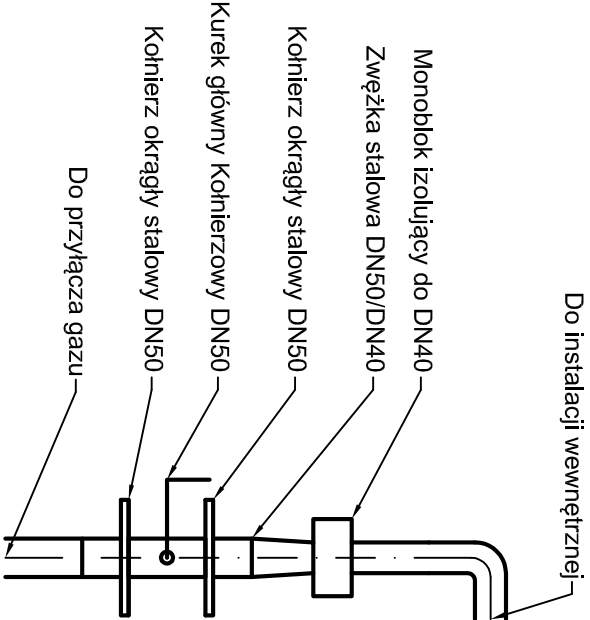 Do instalacji wewnętrznej
Monoblok izolujący do DN40
Zwężka stalowa DN50/DN40
Kołnierz okrągły stalowy DN50
Kurek główny Kołnierzowy DN50
Kołnierz okrągły stalowy DN50
Do przyłącza gazu